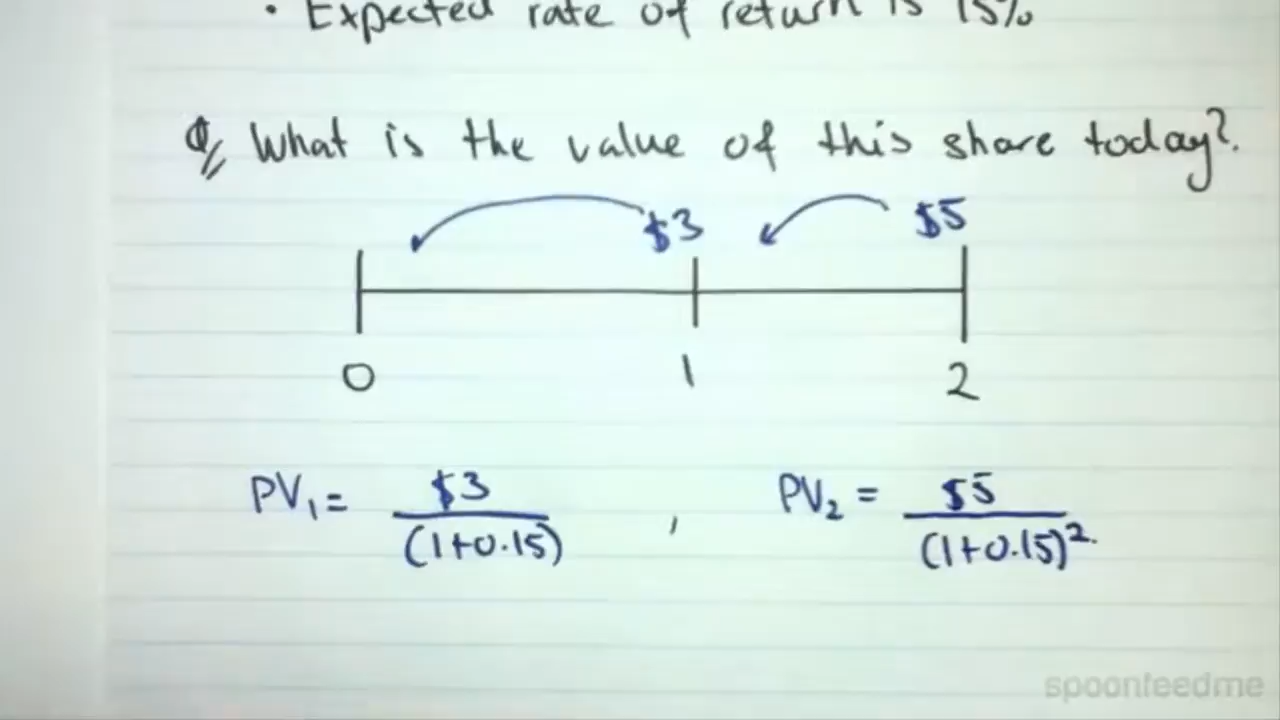 · Expected rate of return is 15%
Q, What is the value of this share today?.
$3 $5
0 1 2
PV₁ = $3 / (1+0.15) , PV₂ = $5 / (1+0.15)².
spoonfeedme